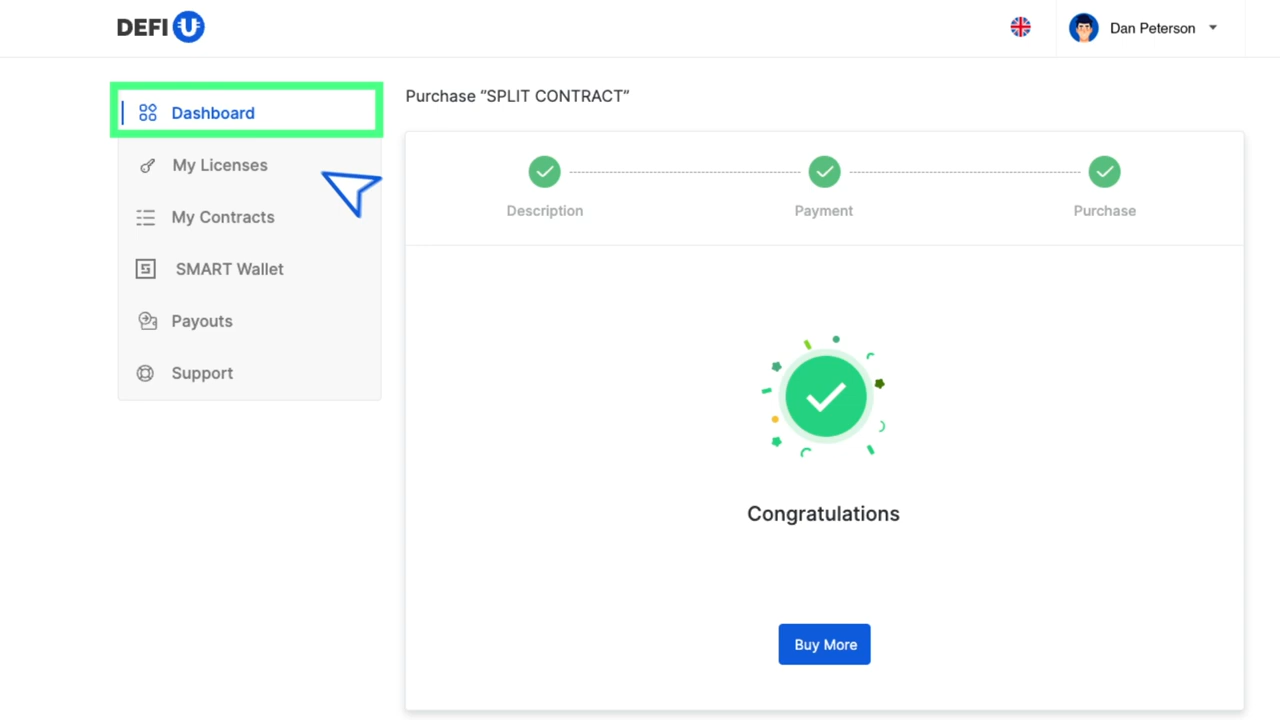 DEFI U
Dan Peterson
Dashboard
My Licenses
My Contracts
SMART Wallet
Payouts
Support
Purchase “SPLIT CONTRACT”
Description
Payment
Purchase
Congratulations
Buy More